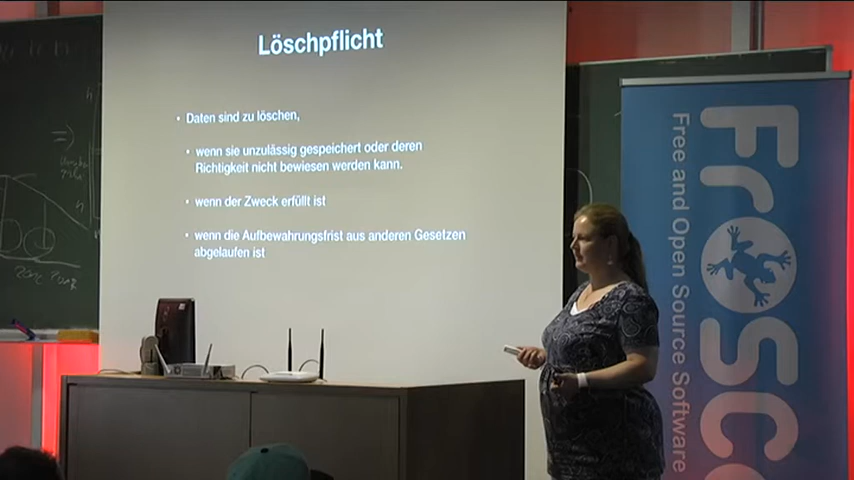 Löschpflicht
• Daten sind zu löschen,
• wenn sie unzulässig gespeichert oder deren
Richtigkeit nicht bewiesen werden kann.
• wenn der Zweck erfüllt ist
• wenn die Aufbewahrungsfrist aus anderen Gesetzen
abgelaufen ist
Free and Open Source Software
FrOSC